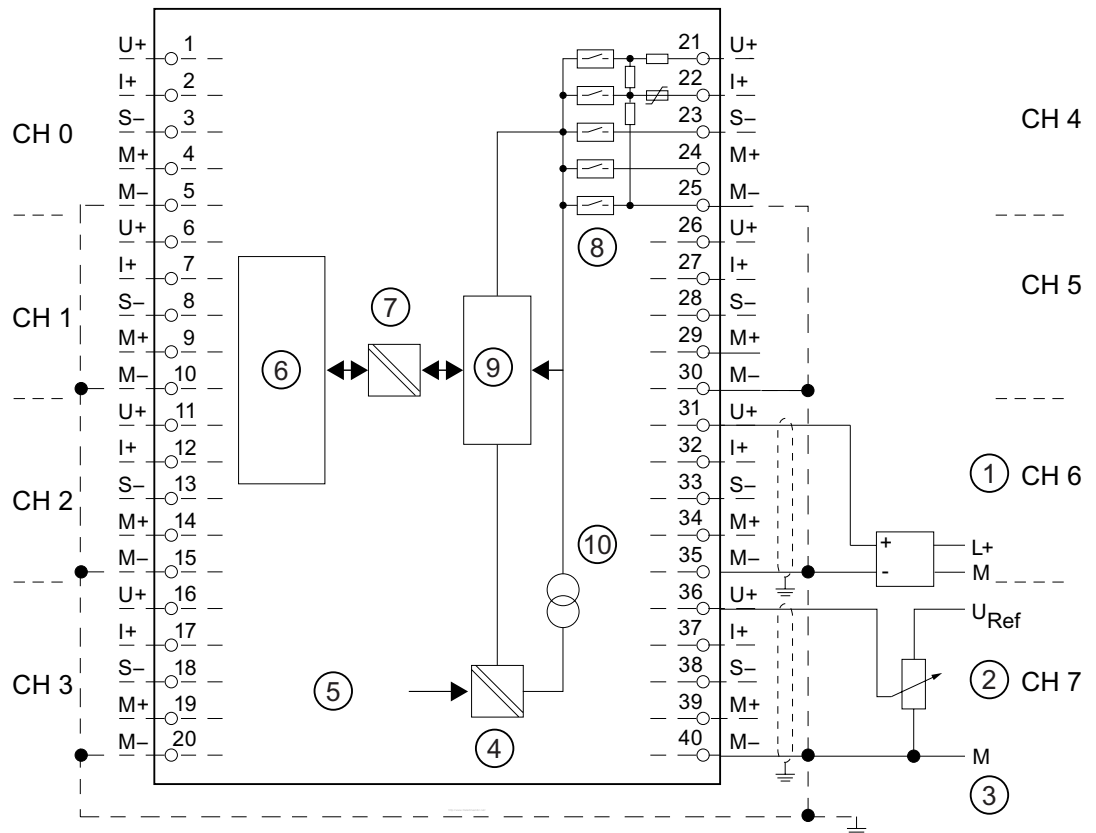 CH 0
U+ 1
I+ 2
S– 3
M+ 4
M– 5
CH 1
U+ 6
I+ 7
S– 8
M+ 9
M– 10
CH 2
U+ 11
I+ 12
S– 13
M+ 14
M– 15
CH 3
U+ 16
I+ 17
S– 18
M+ 19
M– 20
6
7
9
8
10
5
4
21 U+
22 I+
23 S–
24 M+
25 M–
CH 4
26 U+
27 I+
28 S–
29 M+
30 M–
CH 5
31 U+
32 I+
33 S–
34 M+
35 M–
1 CH 6
+
-
L+
M
36 U+
37 I+
38 S–
39 M+
40 M–
URef
2 CH 7
M
3